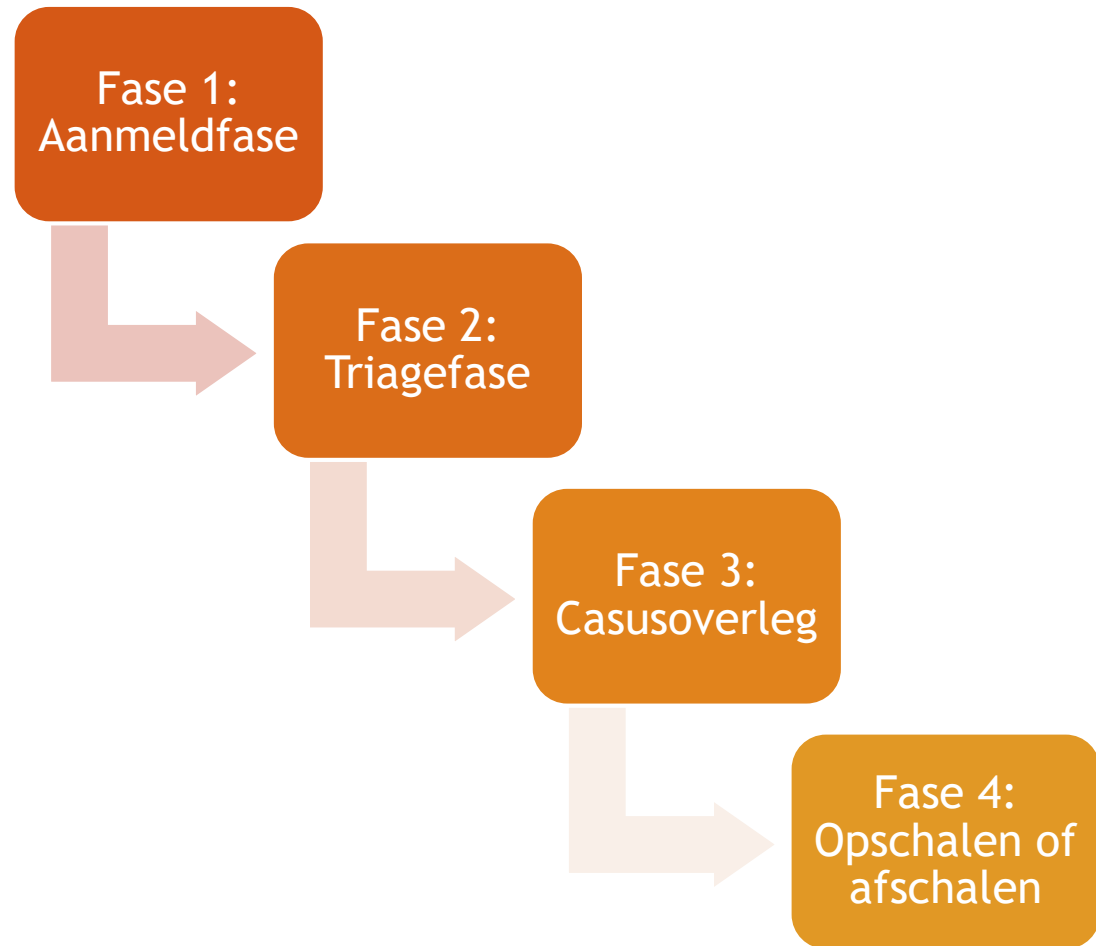 Fase 1:
Aanmeldfase
Fase 2:
Triagefase
Fase 3:
Casusoverleg
Fase 4:
Opschalen of
afschalen